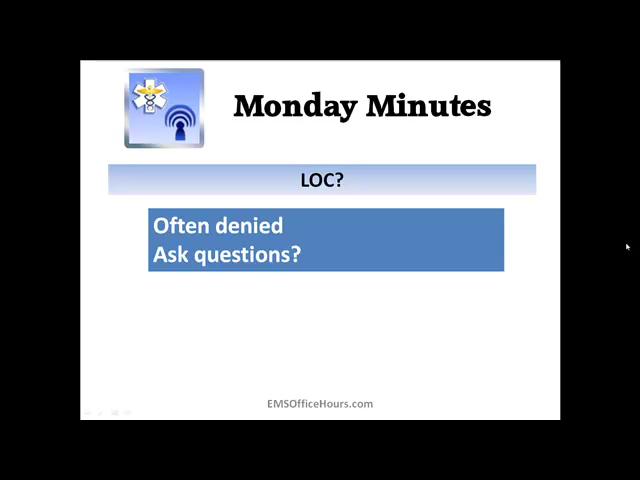 Monday Minutes
LOC?
Often denied
Ask questions?
EMSOfficeHours.com